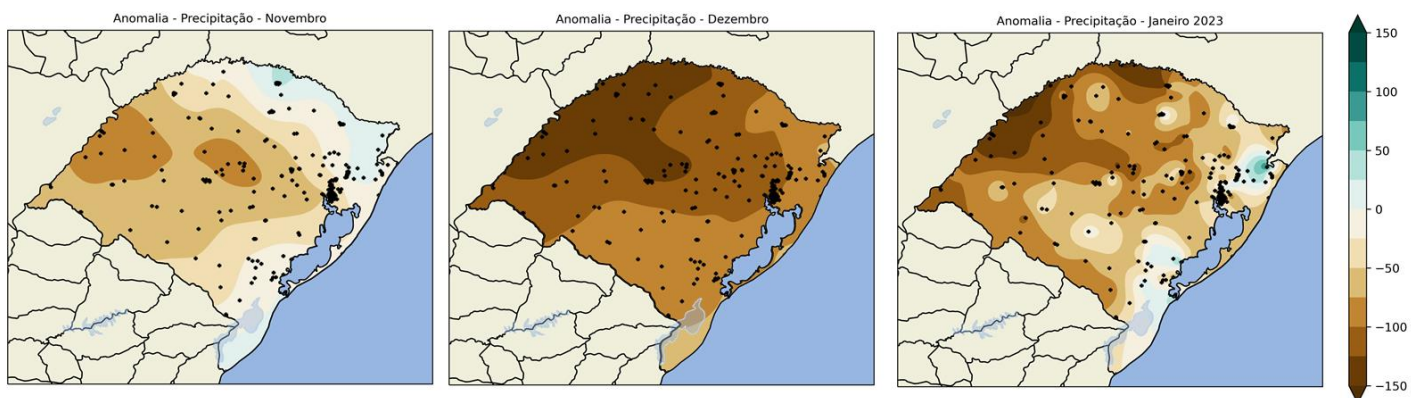 Anomalia - Precipitação - Novembro
Anomalia - Precipitação - Dezembro
Anomalia - Precipitação - Janeiro 2023
150
100
50
0
−50
−100
−150